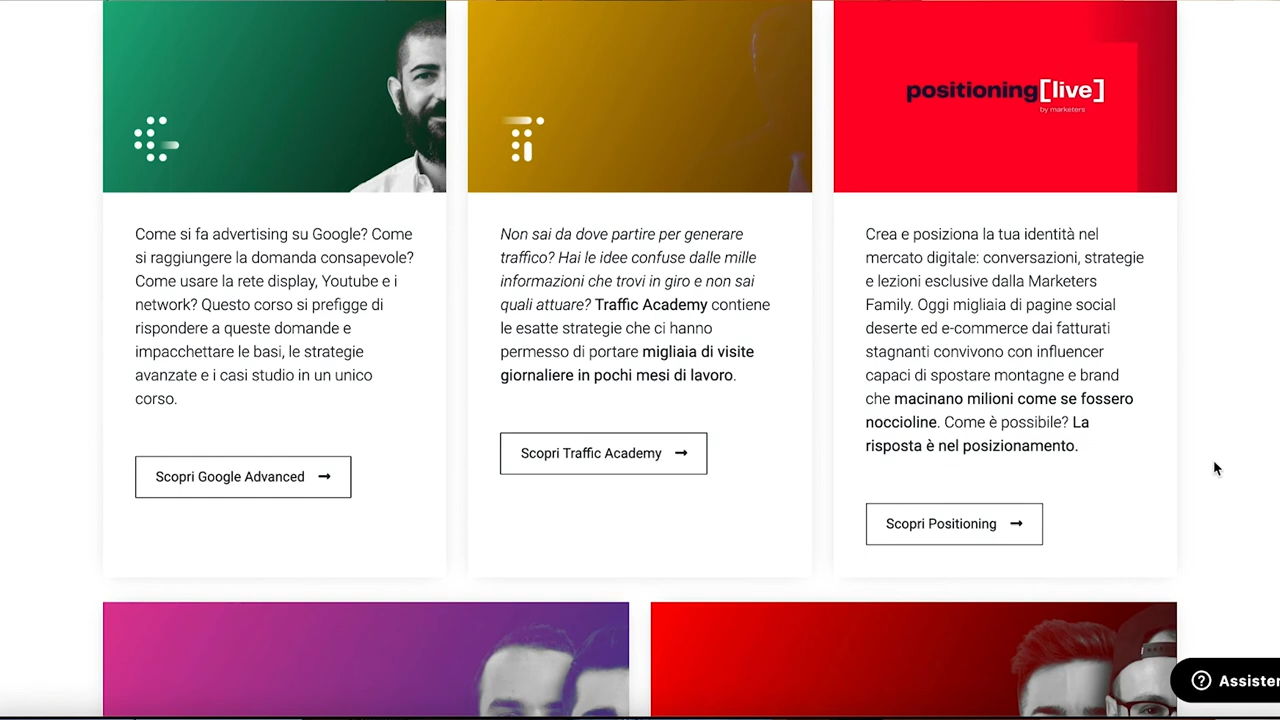 positioning[live]
by marketers
Come si fa advertising su Google? Come
si raggiungere la domanda consapevole?
Come usare la rete display, Youtube e i
network? Questo corso si prefigge di
rispondere a queste domande e
impacchettare le basi, le strategie
avanzate e i casi studio in un unico
corso.
Scopri Google Advanced
Non sai da dove partire per generare
traffico? Hai le idee confuse dalle mille
informazioni che trovi in giro e non sai
quali attuare? Traffic Academy contiene
le esatte strategie che ci hanno
permesso di portare migliaia di visite
giornaliere in pochi mesi di lavoro.
Scopri Traffic Academy
Crea e posiziona la tua identità nel
mercato digitale: conversazioni, strategie
e lezioni esclusive dalla Marketers
Family. Oggi migliaia di pagine social
deserte ed e-commerce dai fatturati
stagnanti convivono con influencer
capaci di spostare montagne e brand
che macinano milioni come se fossero
noccioline. Come è possibile? La
risposta è nel posizionamento.
Scopri Positioning
Assisten